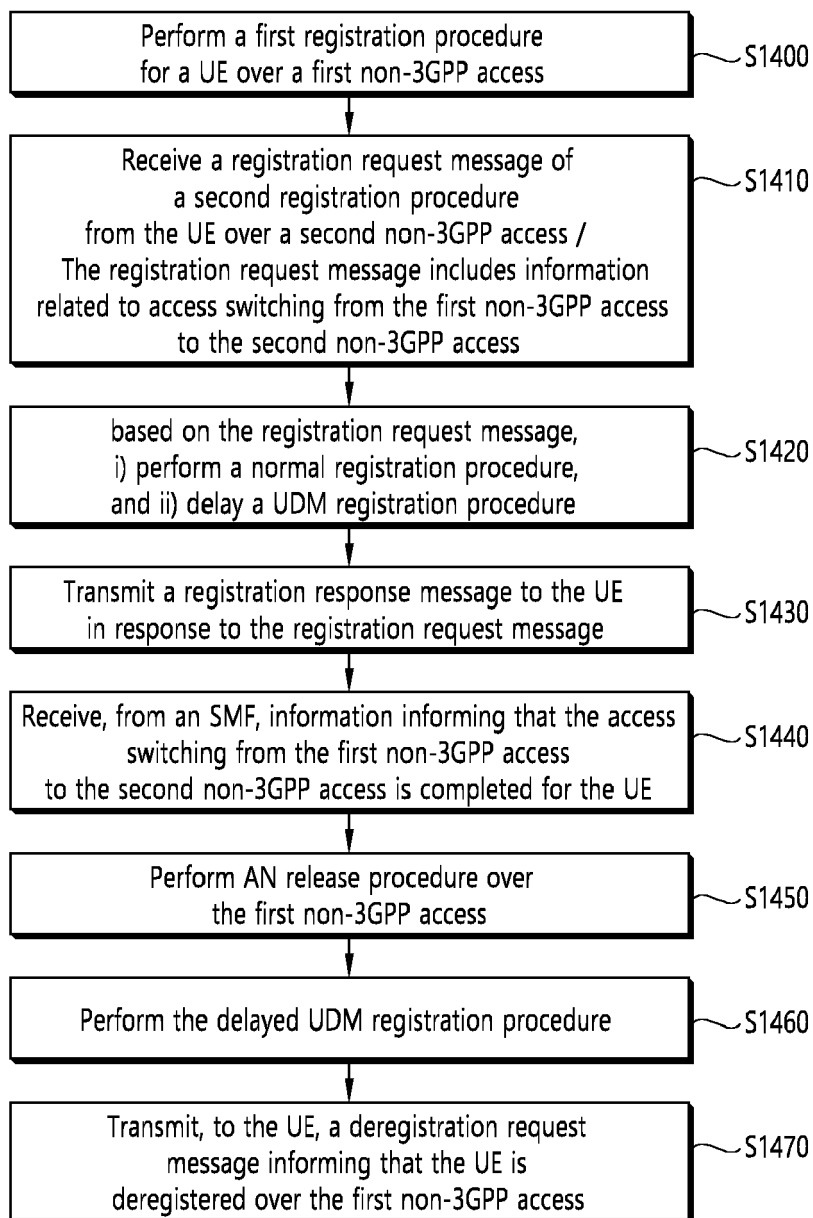 Perform a first registration procedure
for a UE over a first non-3GPP access
S1400
Receive a registration request message of
a second registration procedure
from the UE over a second non-3GPP access /
The registration request message includes information
related to access switching from the first non-3GPP access
to the second non-3GPP access
S1410
based on the registration request message,
i) perform a normal registration procedure,
and ii) delay a UDM registration procedure
S1420
Transmit a registration response message to the UE
in response to the registration request message
S1430
Receive, from an SMF, information informing that the access
switching from the first non-3GPP access
to the second non-3GPP access is completed for the UE
S1440
Perform AN release procedure over
the first non-3GPP access
S1450
Perform the delayed UDM registration procedure
S1460
Transmit, to the UE, a deregistration request
message informing that the UE is
deregistered over the first non-3GPP access
S1470